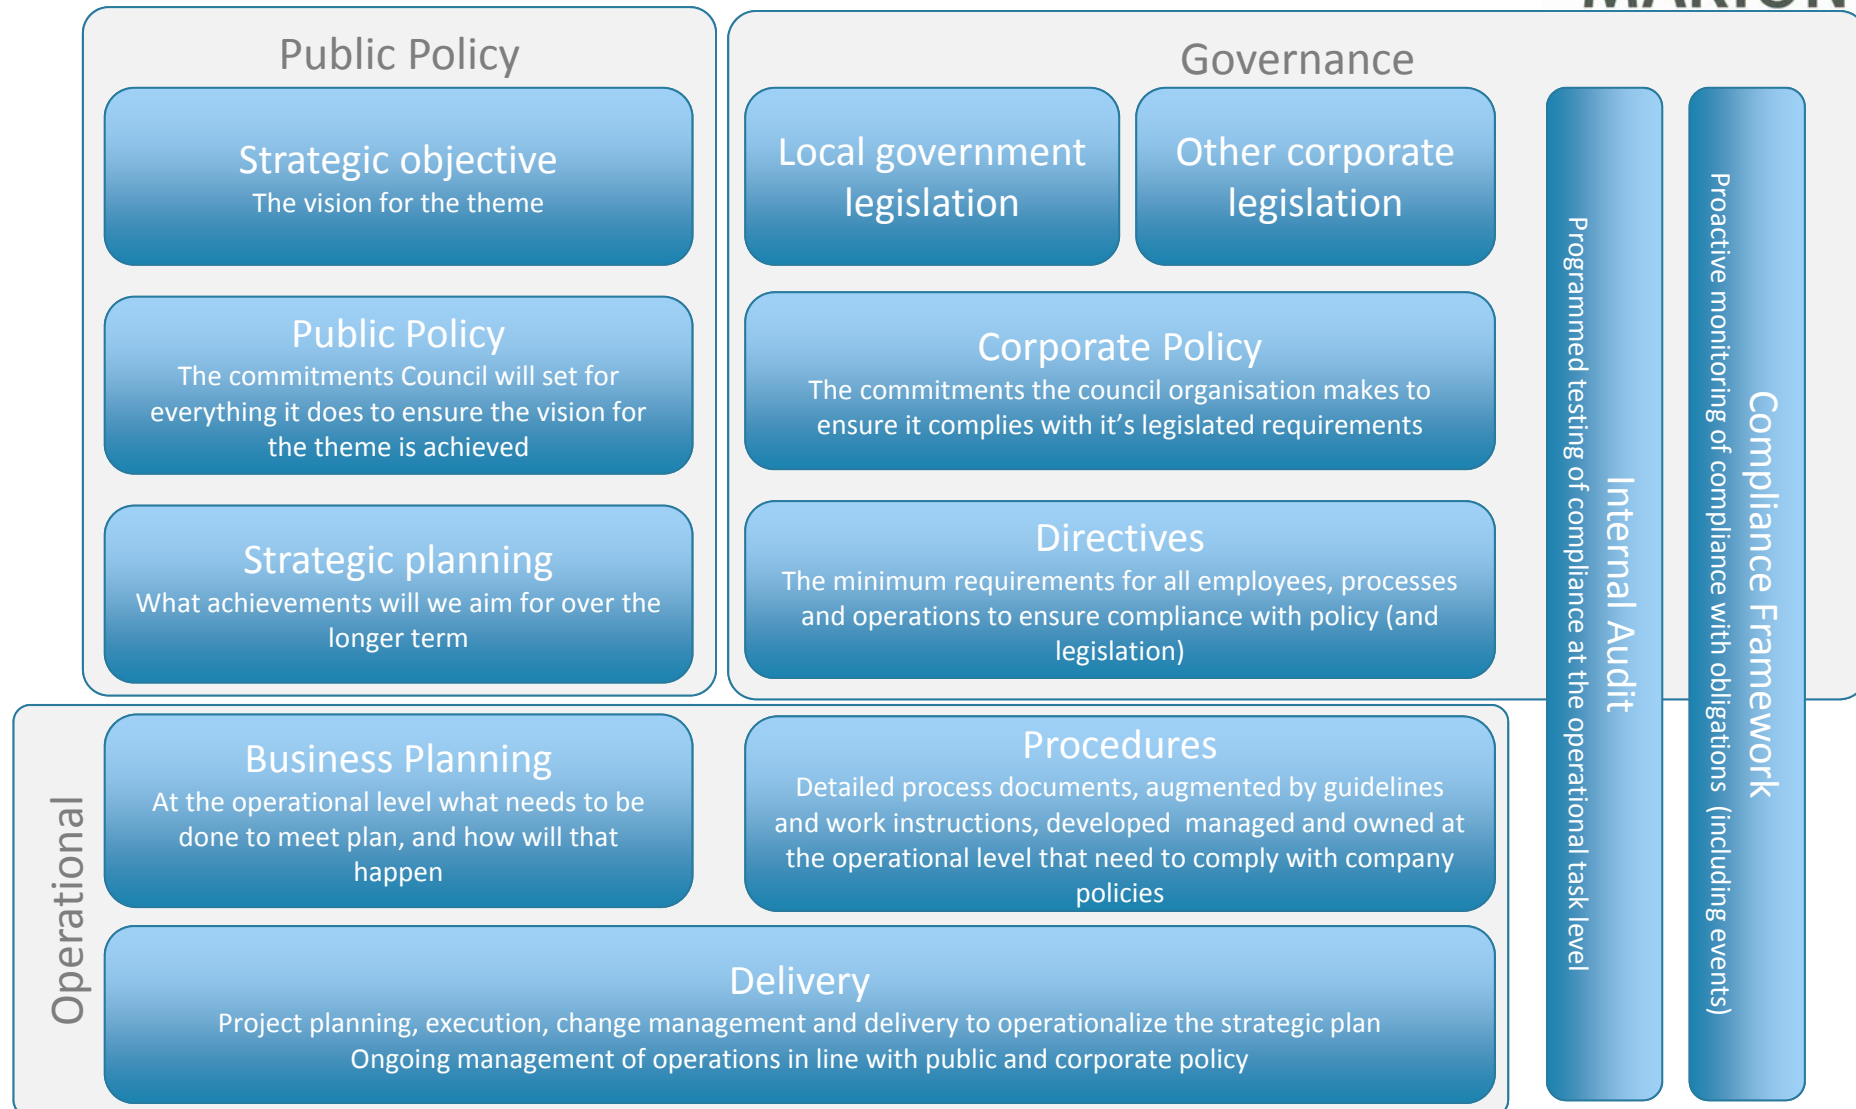 MARION
Public Policy
Strategic objective
The vision for the theme
Public Policy
The commitments Council will set for
everything it does to ensure the vision for
the theme is achieved
Strategic planning
What achievements will we aim for over the
longer term
Governance
Local government
legislation
Other corporate
legislation
Corporate Policy
The commitments the council organisation makes to
ensure it complies with it’s legislated requirements
Directives
The minimum requirements for all employees, processes
and operations to ensure compliance with policy (and
legislation)
Internal Audit
Programmed testing of compliance at the operational task level
Compliance Framework
Proactive monitoring of compliance with obligations (including events)
Operational
Business Planning
At the operational level what needs to be
done to meet plan, and how will that
happen
Procedures
Detailed process documents, augmented by guidelines
and work instructions, developed managed and owned at
the operational level that need to comply with company
policies
Delivery
Project planning, execution, change management and delivery to operationalize the strategic plan
Ongoing management of operations in line with public and corporate policy